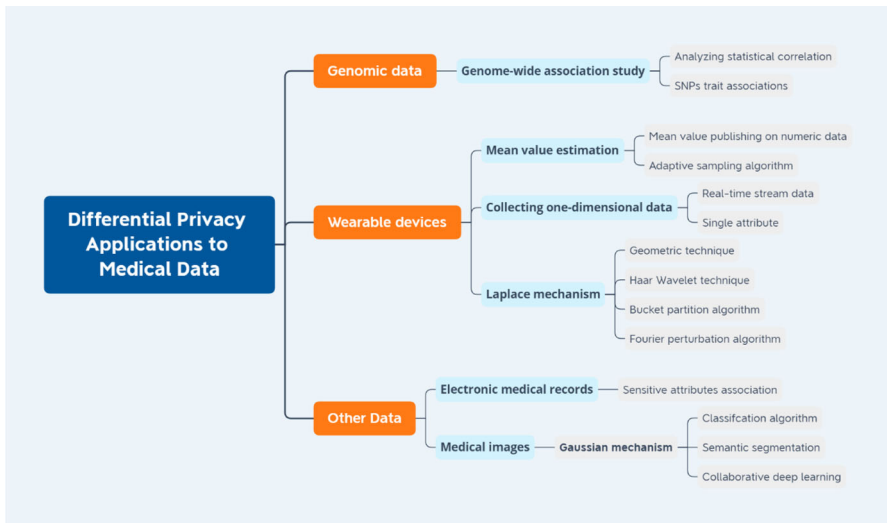 Differential Privacy
Applications to
Medical Data
Genomic data
Genome-wide association study
Analyzing statistical correlation
SNPs trait associations
Wearable devices
Mean value estimation
Mean value publishing on numeric data
Adaptive sampling algorithm
Collecting one-dimensional data
Real-time stream data
Single attribute
Laplace mechanism
Geometric technique
Haar Wavelet technique
Bucket partition algorithm
Fourier perturbation algorithm
Other Data
Electronic medical records
Sensitive attributes association
Medical images
Gaussian mechanism
Classifcation algorithm
Semantic segmentation
Collaborative deep learning